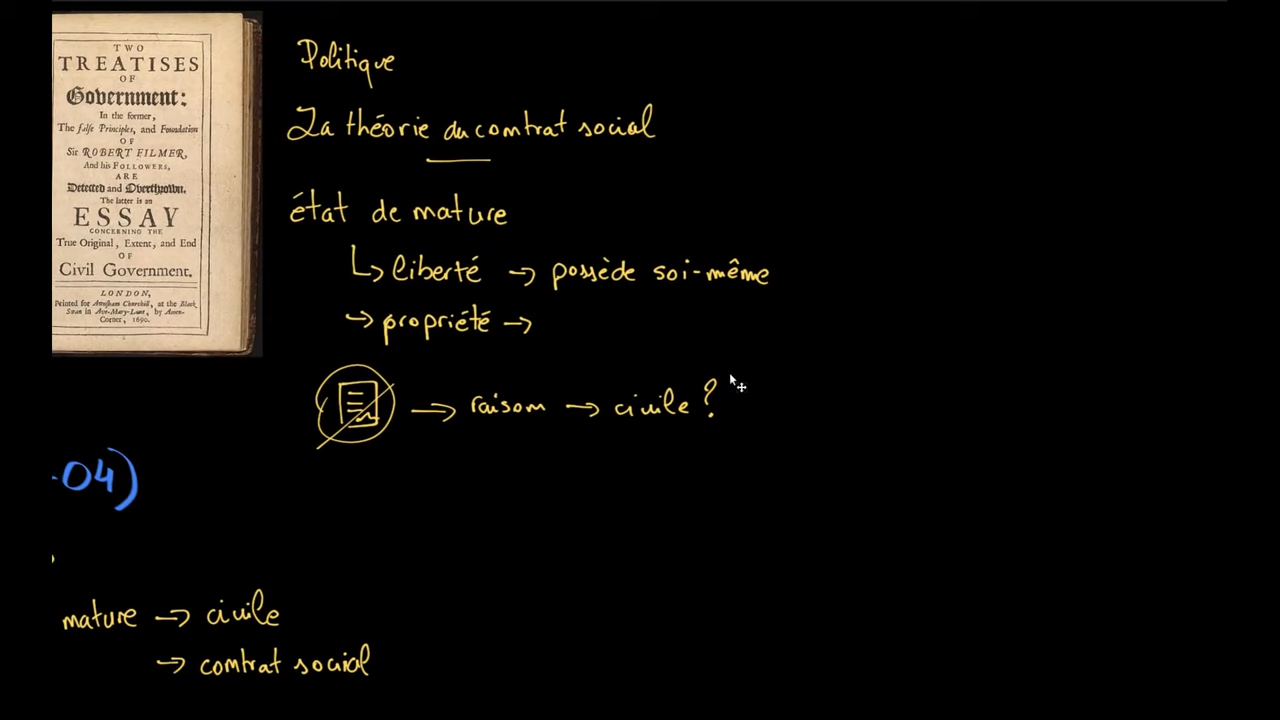 TWO
TREATISES
OF
Government:
In the former,
The false Principles, and Foundation
OF
Sir ROBERT FILMER,
And his FOLLOWERS,
ARE
Detected and Overthrown.
The latter is an
ESSAY
CONCERNING THE
True Original, Extent, and End
OF
Civil Government.
LONDON,
Printed for Awnsham Churchill, at the Black
Swan in Ave-Mary-Lane, by Amen-
Corner, 1690.
Politique
La théorie du contrat social
état de nature
↳ liberté → possède soi-même
→ propriété →
→ raison → civile ?
-04)
nature → civile
→ contrat social